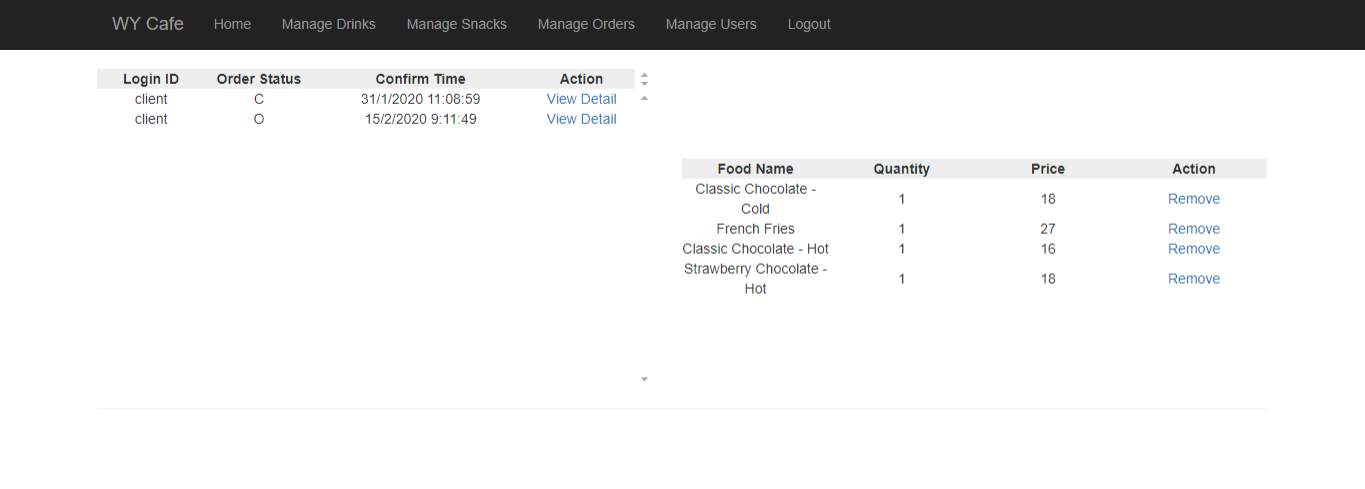 WY Cafe Home Manage Drinks Manage Snacks Manage Orders Manage Users Logout
Login ID Order Status Confirm Time Action
client C 31/1/2020 11:08:59 View Detail
client O 15/2/2020 9:11:49 View Detail
Food Name Quantity Price Action
Classic Chocolate -
Cold 1 18 Remove
French Fries 1 27 Remove
Classic Chocolate - Hot 1 16 Remove
Strawberry Chocolate -
Hot 1 18 Remove